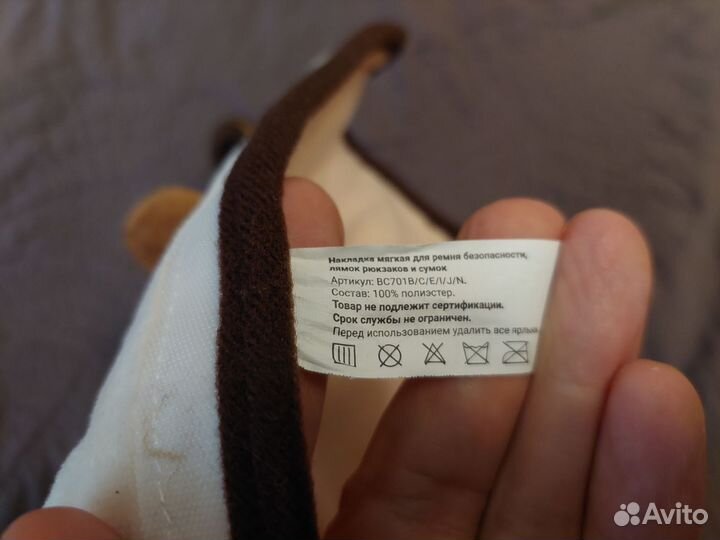 Накладка мягкая для ремня безопасности,
лямок рюкзаков и сумок
Артикул: BC701B/C/E/I/J/N.
Состав: 100% полиэстер.
Товар не подлежит сертификации.
Срок службы не ограничен.
Перед использованием удалить все ярлыки
Avito